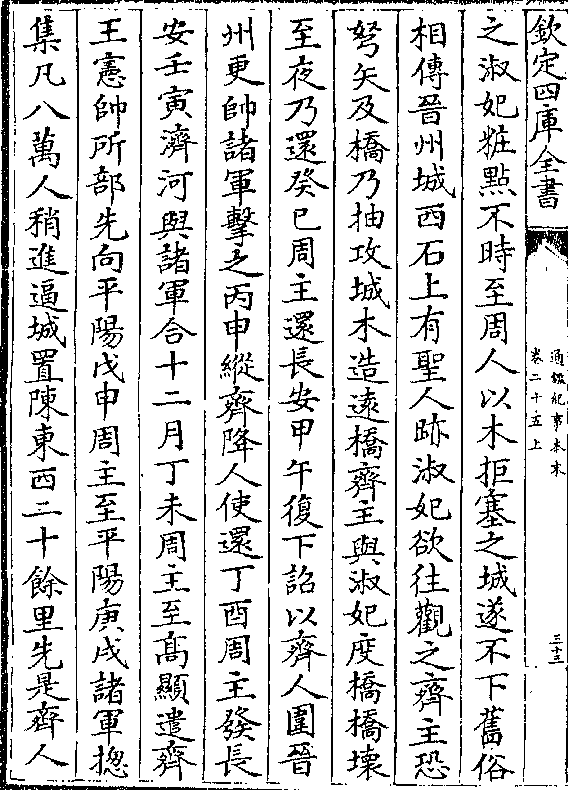 欽定四庫全書
通鑑紀事本末
卷二十五上
三十三
之淑妃粧點不時至周人以木拒塞之城遂不下舊俗
相傳晉州城西石上有聖人跡淑妃欲往觀之齊主恐
弩矢及橋乃抽攻城木造遠橋齊主與淑妃度橋橋壞
至夜乃還癸巳周主還長安甲午復下詔以齊人圍晉
州更帥諸軍擊之丙申縱齊降人使還丁酉周主發長
安壬寅濟河與諸軍合十二月丁未周主至髙顯遣齊
王憲帥所部先向平陽戊申周主至平陽庚戌諸軍揔
集凡八萬人稍進逼城置陳東西二十餘里先是齊人